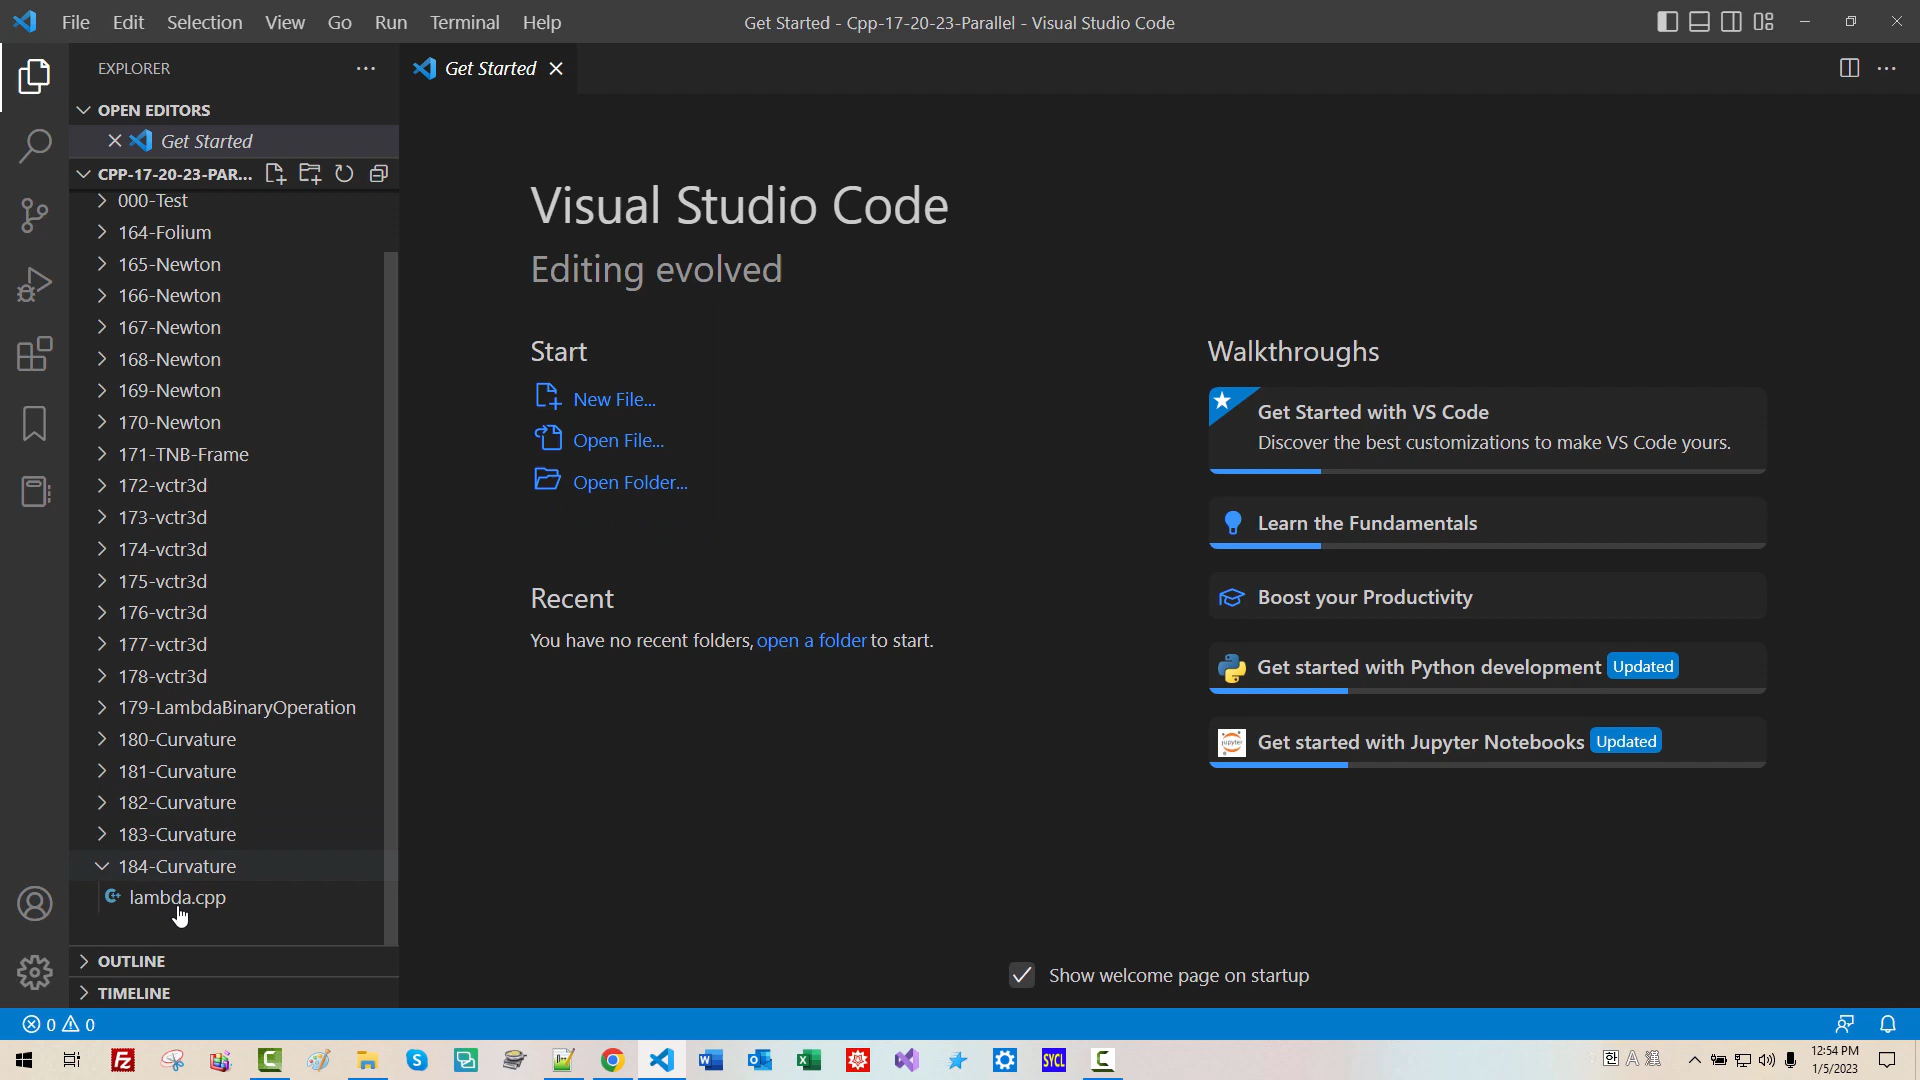 File Edit Selection View Go Run Terminal Help
Get Started - Cpp-17-20-23-Parallel - Visual Studio Code
EXPLORER
Get Started
OPEN EDITORS
Get Started
CPP-17-20-23-PAR...
000-Test
164-Folium
165-Newton
166-Newton
167-Newton
168-Newton
169-Newton
170-Newton
171-TNB-Frame
172-vctr3d
173-vctr3d
174-vctr3d
175-vctr3d
176-vctr3d
177-vctr3d
178-vctr3d
179-LambdaBinaryOperation
180-Curvature
181-Curvature
182-Curvature
183-Curvature
184-Curvature
lambda.cpp
OUTLINE
TIMELINE
Visual Studio Code
Editing evolved
Start
New File...
Open File...
Open Folder...
Recent
You have no recent folders, open a folder to start.
Walkthroughs
Get Started with VS Code
Discover the best customizations to make VS Code yours.
Learn the Fundamentals
Boost your Productivity
Get started with Python development Updated
Get started with Jupyter Notebooks Updated
Show welcome page on startup
0 0
SYCL
한 A 漢
12:54 PM
1/5/2023